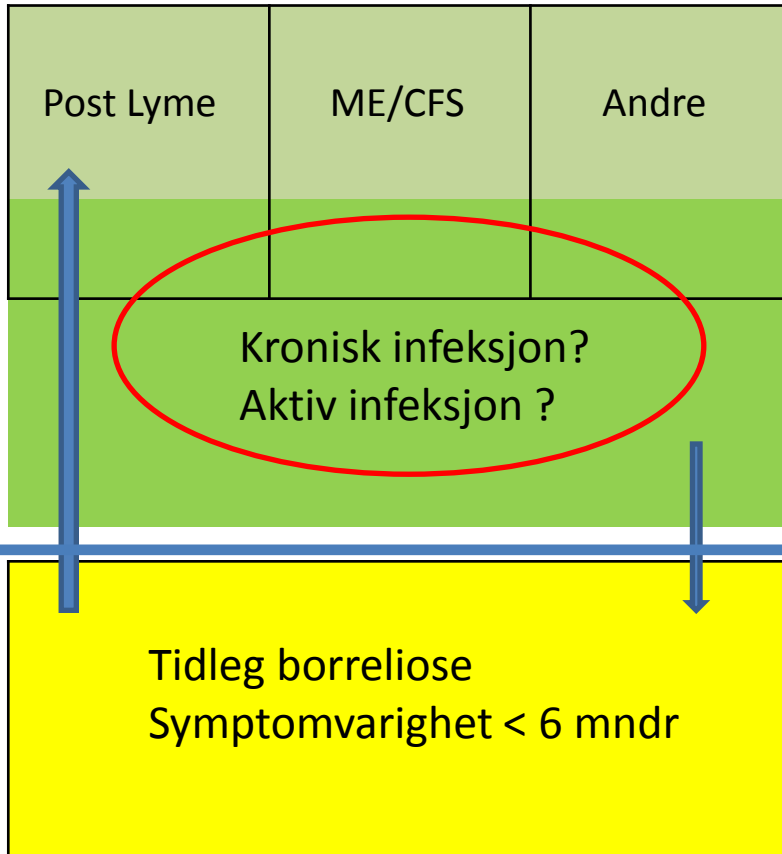 Post Lyme
ME/CFS
Andre
Kronisk infeksjon?
Aktiv infeksjon ?
Tidleg borreliose
Symptomvarighet < 6 mndr